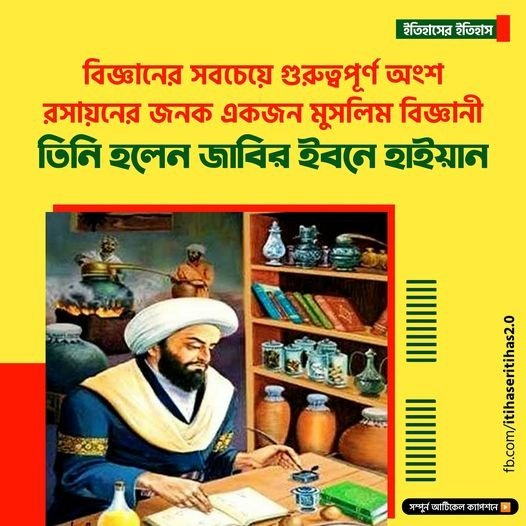 ইতিহাসের ইতিহাস
বিজ্ঞানের সবচেয়ে গুরুত্বপূর্ণ অংশ
রসায়নের জনক একজন মুসলিম বিজ্ঞানী
তিনি হলেন জাবির ইবনে হাইয়ান
fb.com/itihaseritihas2.0
সম্পূর্ন আর্টিকেল ক্যাপশনে